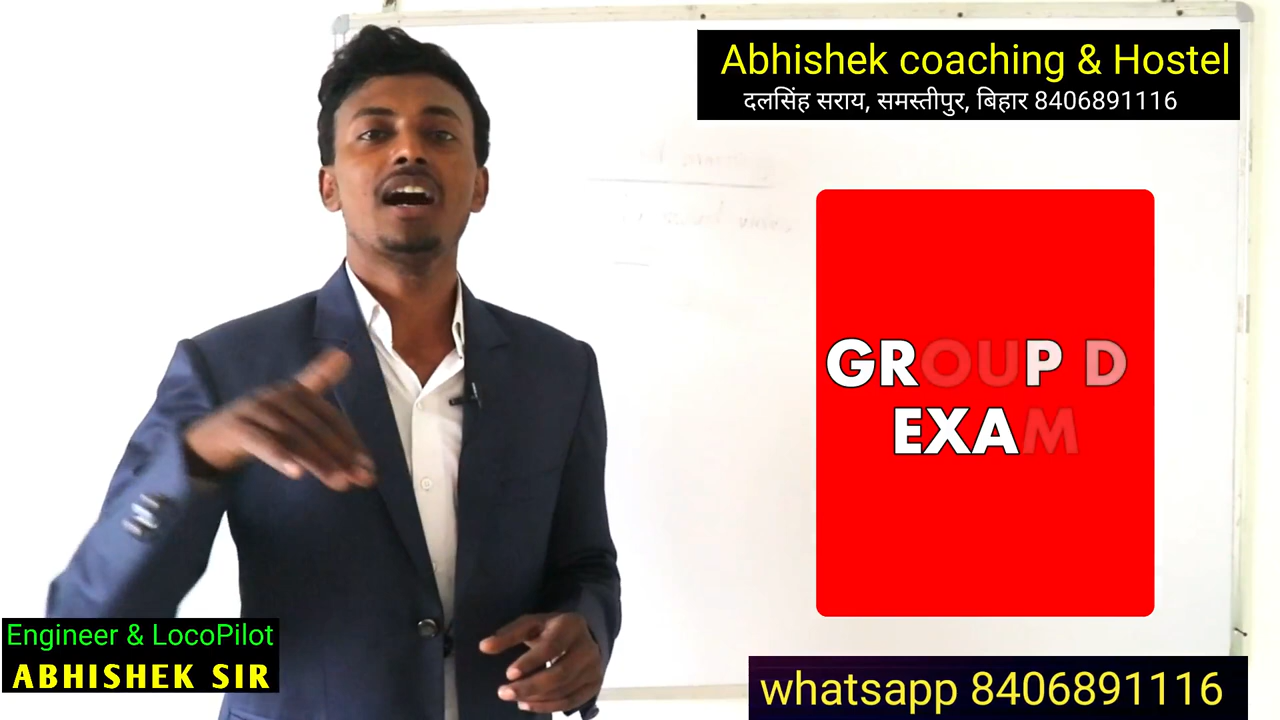 Abhishek coaching & Hostel
दलसिंह सराय, समस्तीपुर, बिहार 8406891116
GROUP D
EXAM
Engineer & LocoPilot
ABHISHEK SIR
whatsapp 8406891116